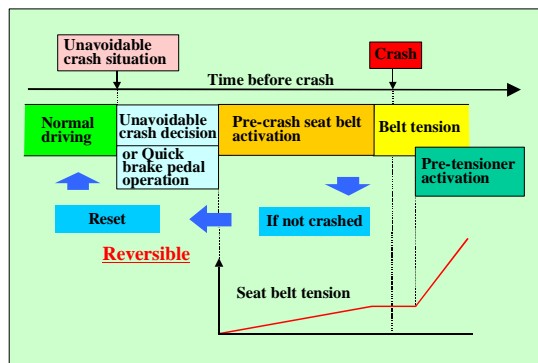 Unavoidable
crash situation
Crash
Time before crash
Normal
driving
Unavoidable
crash decision
or Quick
brake pedal
operation
Pre-crash seat belt
activation
Belt tension
Pre-tensioner
activation
Reset
If not crashed
Reversible
Seat belt tension